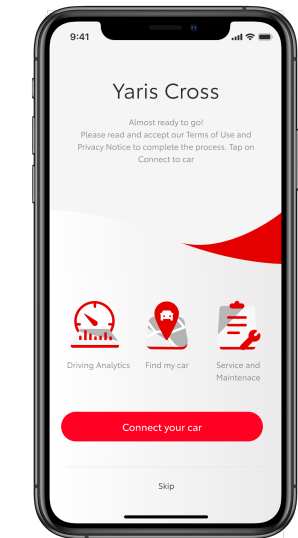 9:41
Yaris Cross
Almost ready to go!
Please read and accept our Terms of Use and
Privacy Notice to complete the process. Tap on
Connect to car
Driving Analytics
Find my car
Service and
Maintenace
Connect your car
Skip